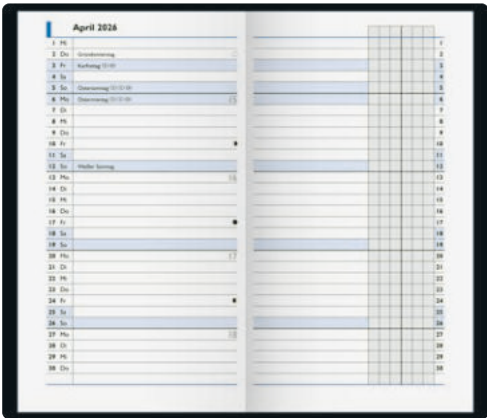 April 2026
1 Mi 1
2 Do Gründonnerstag 2
3 Fr Karfreitag 3
4 Sa 4
5 So Ostersonntag 5
6 Mo Ostermontag 15 6
7 Di 7
8 Mi 8
9 Do 9
10 Fr 10
11 Sa 11
12 So Weißer Sonntag 12
13 Mo 16 13
14 Di 14
15 Mi 15
16 Do 16
17 Fr 17
18 Sa 18
19 So 19
20 Mo 17 20
21 Di 21
22 Mi 22
23 Do 23
24 Fr 24
25 Sa 25
26 So 26
27 Mo 18 27
28 Di 28
29 Mi 29
30 Do 30